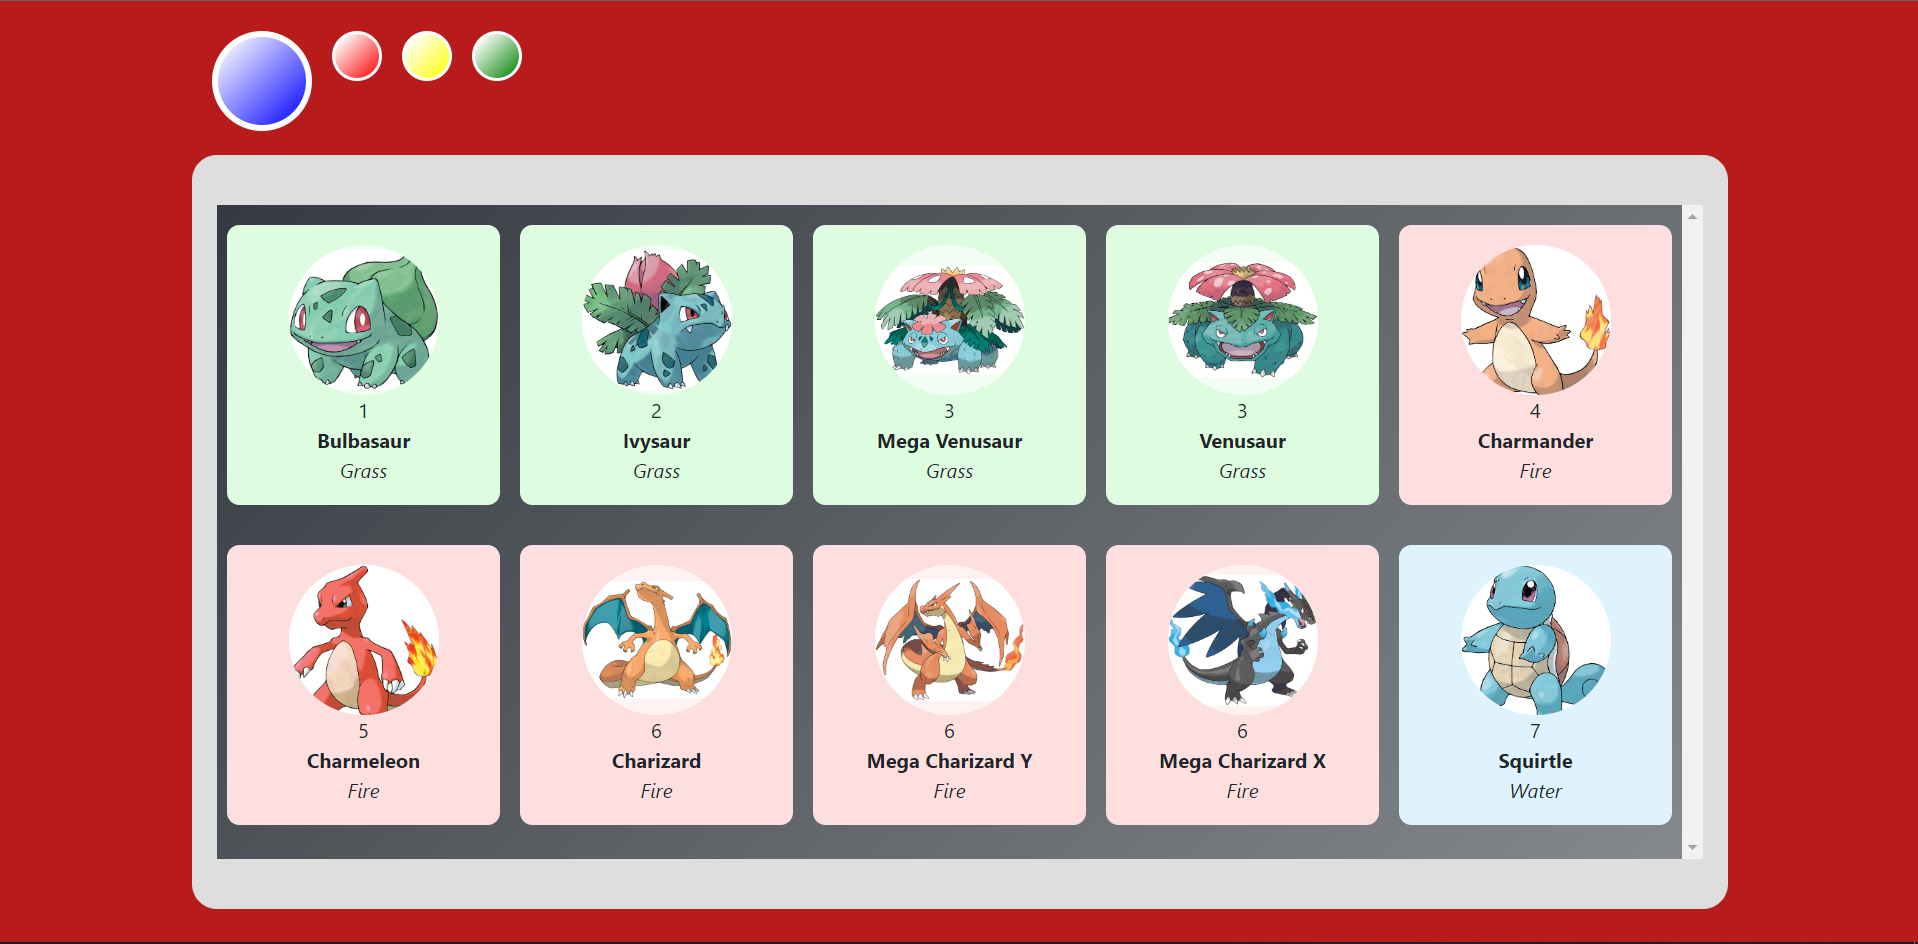 1
Bulbasaur
Grass
2
Ivysaur
Grass
3
Mega Venusaur
Grass
3
Venusaur
Grass
4
Charmander
Fire
5
Charmeleon
Fire
6
Charizard
Fire
6
Mega Charizard Y
Fire
6
Mega Charizard X
Fire
7
Squirtle
Water